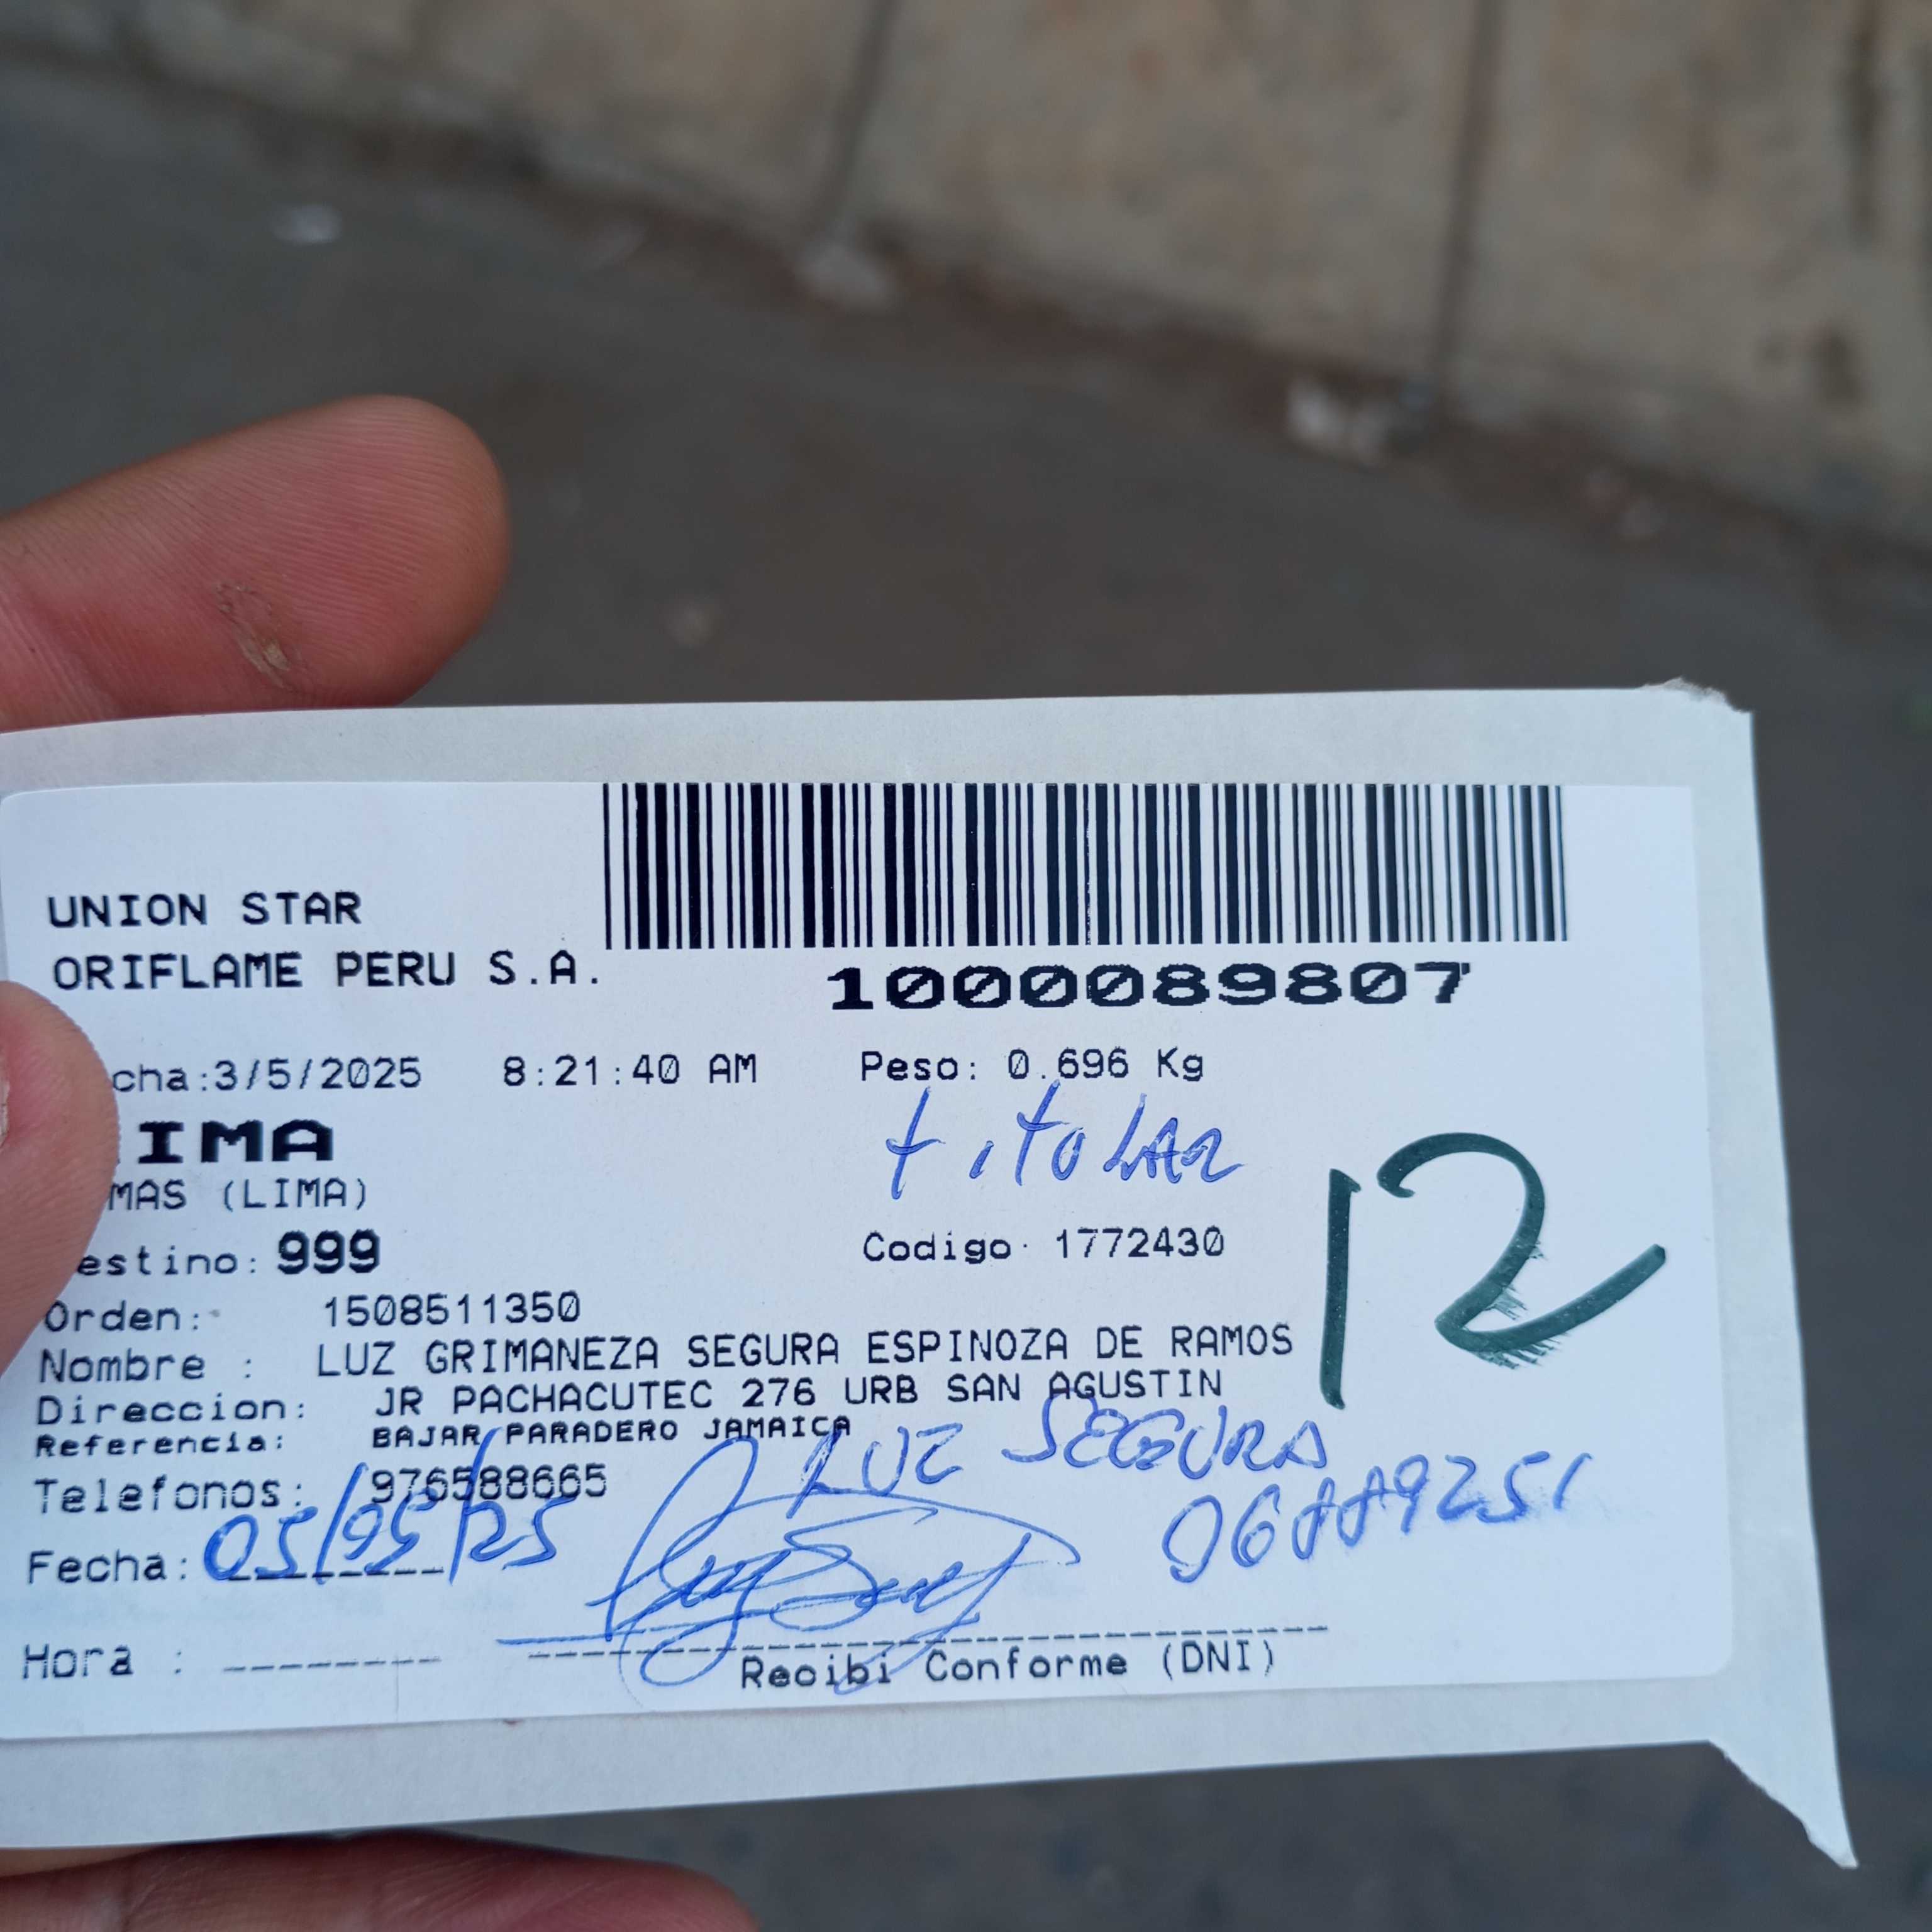 UNION STAR
ORIFLAME PERU S.A.
1000089807
cha:3/5/2025 8:21:40 AM Peso: 0.696 Kg
IMA
titolar
MAS (LIMA)
estino: 999 Codigo: 1772430
12
Orden: 1508511350
Nombre : LUZ GRIMANEZA SEGURA ESPINOZA DE RAMOS
Direccion: JR PACHACUTEC 276 URB SAN AGUSTIN
Referencia: BAJAR PARADERO JAMAICA
LUZ SEGURA
Telefonos: 976588665
Fecha: 05/05/25
Hora :
Recibi Conforme (DNI)